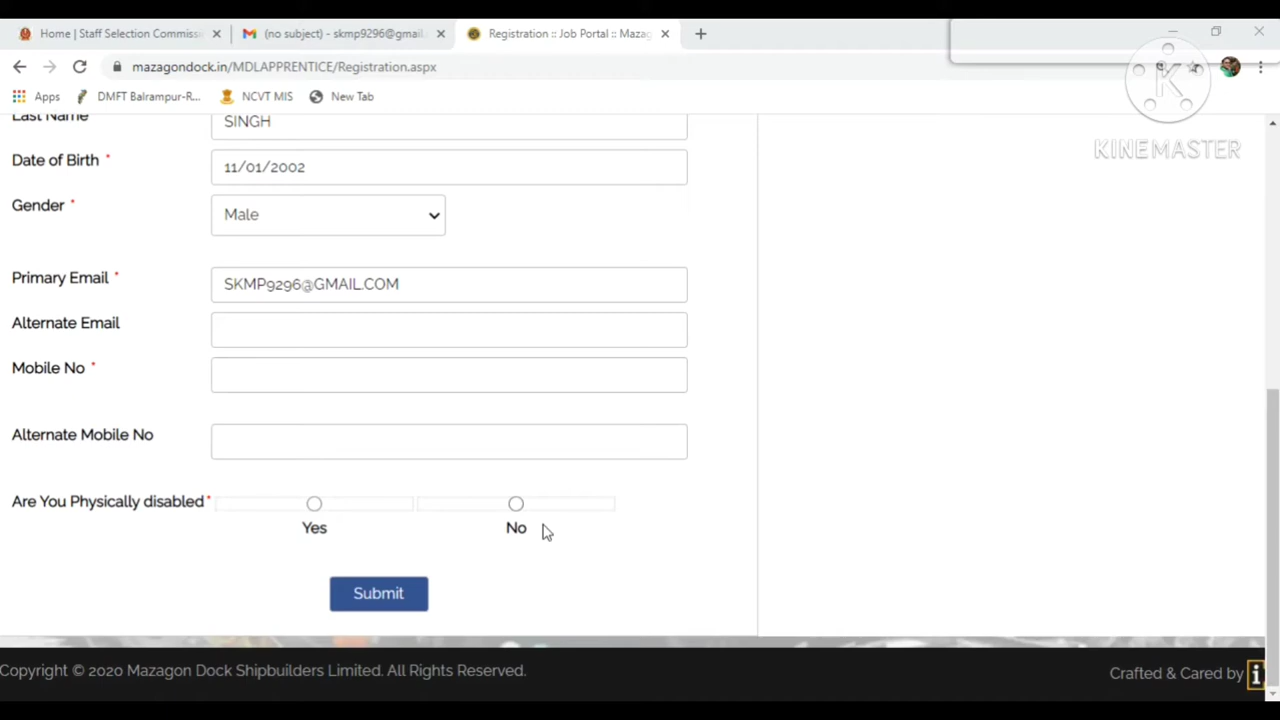 Home | Staff Selection Commissi
(no subject) - skmp9296@gmail.
Registration :: Job Portal :: Mazag
mazagondock.in/MDLAPPRENTICE/Registration.aspx
Apps
DMFT Balrampur-R...
NCVT MIS
New Tab
KINEMASTER
Last Name
SINGH
Date of Birth *
11/01/2002
Gender *
Male
Primary Email *
SKMP9296@GMAIL.COM
Alternate Email
Mobile No *
Alternate Mobile No
Are You Physically disabled *
Yes
No
Submit
Copyright © 2020 Mazagon Dock Shipbuilders Limited. All Rights Reserved.
Crafted & Cared by i